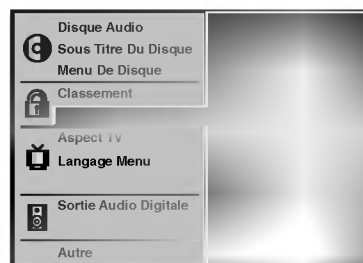 Disque Audio
Sous Titre Du Disque
Menu De Disque
Classement
Aspect TV
Langage Menu
Sortie Audio Digitale
Autre